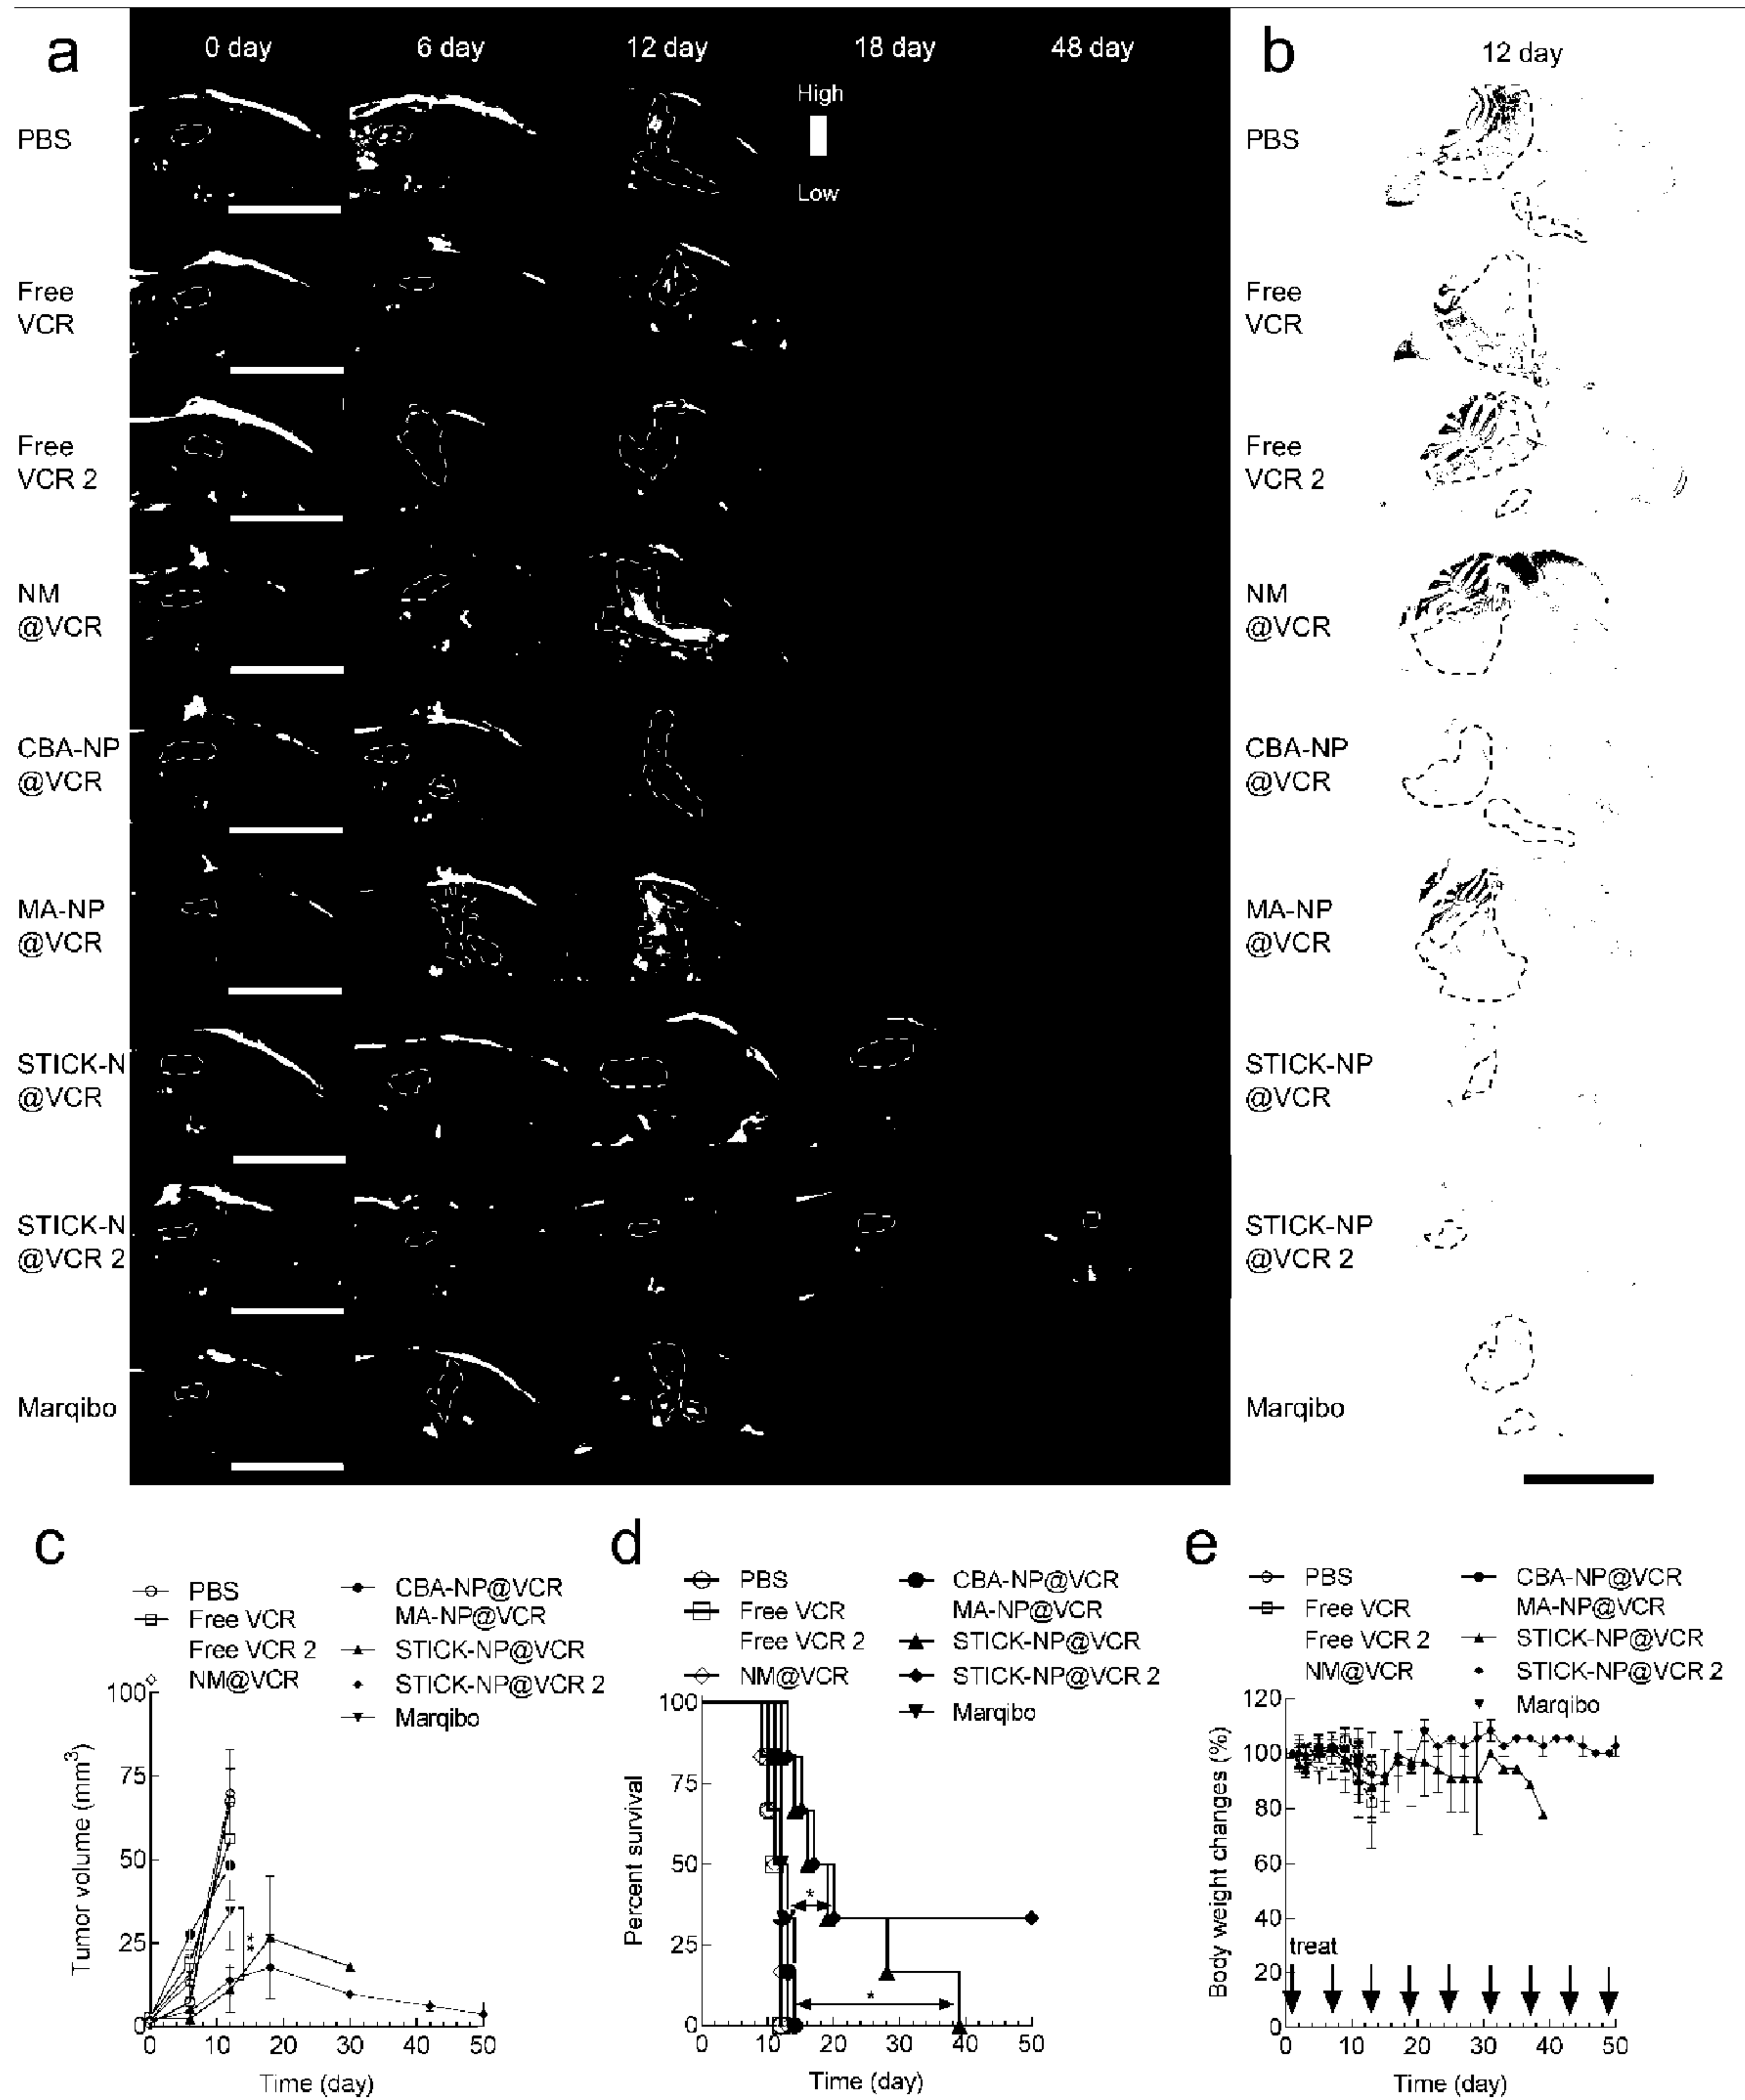 a
0 day 6 day 12 day 18 day 48 day
High
Low
PBS
Free
VCR
Free
VCR 2
NM
@VCR
CBA-NP
@VCR
MA-NP
@VCR
STICK-N
@VCR
STICK-N
@VCR 2
Marqibo
b
12 day
PBS
Free
VCR
Free
VCR 2
NM
@VCR
CBA-NP
@VCR
MA-NP
@VCR
STICK-NP
@VCR
STICK-NP
@VCR 2
Marqibo
c
PBS
Free VCR
Free VCR 2
NM@VCR
CBA-NP@VCR
MA-NP@VCR
STICK-NP@VCR
STICK-NP@VCR 2
Marqibo
Tumor volume (mm3)
100
75
50
25
0
**
0 10 20 30 40 50
Time (day)
d
PBS
Free VCR
Free VCR 2
NM@VCR
CBA-NP@VCR
MA-NP@VCR
STICK-NP@VCR
STICK-NP@VCR 2
Marqibo
Percent survival
100
75
50
25
0
*
*
0 10 20 30 40 50
Time (day)
e
PBS
Free VCR
Free VCR 2
NM@VCR
CBA-NP@VCR
MA-NP@VCR
STICK-NP@VCR
STICK-NP@VCR 2
Marqibo
Body weight changes (%)
120
100
80
60
40
20
0
treat
0 10 20 30 40 50
Time (day)